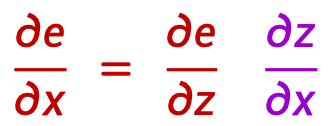 ∂e/∂x = ∂e/∂z ∂z/∂x